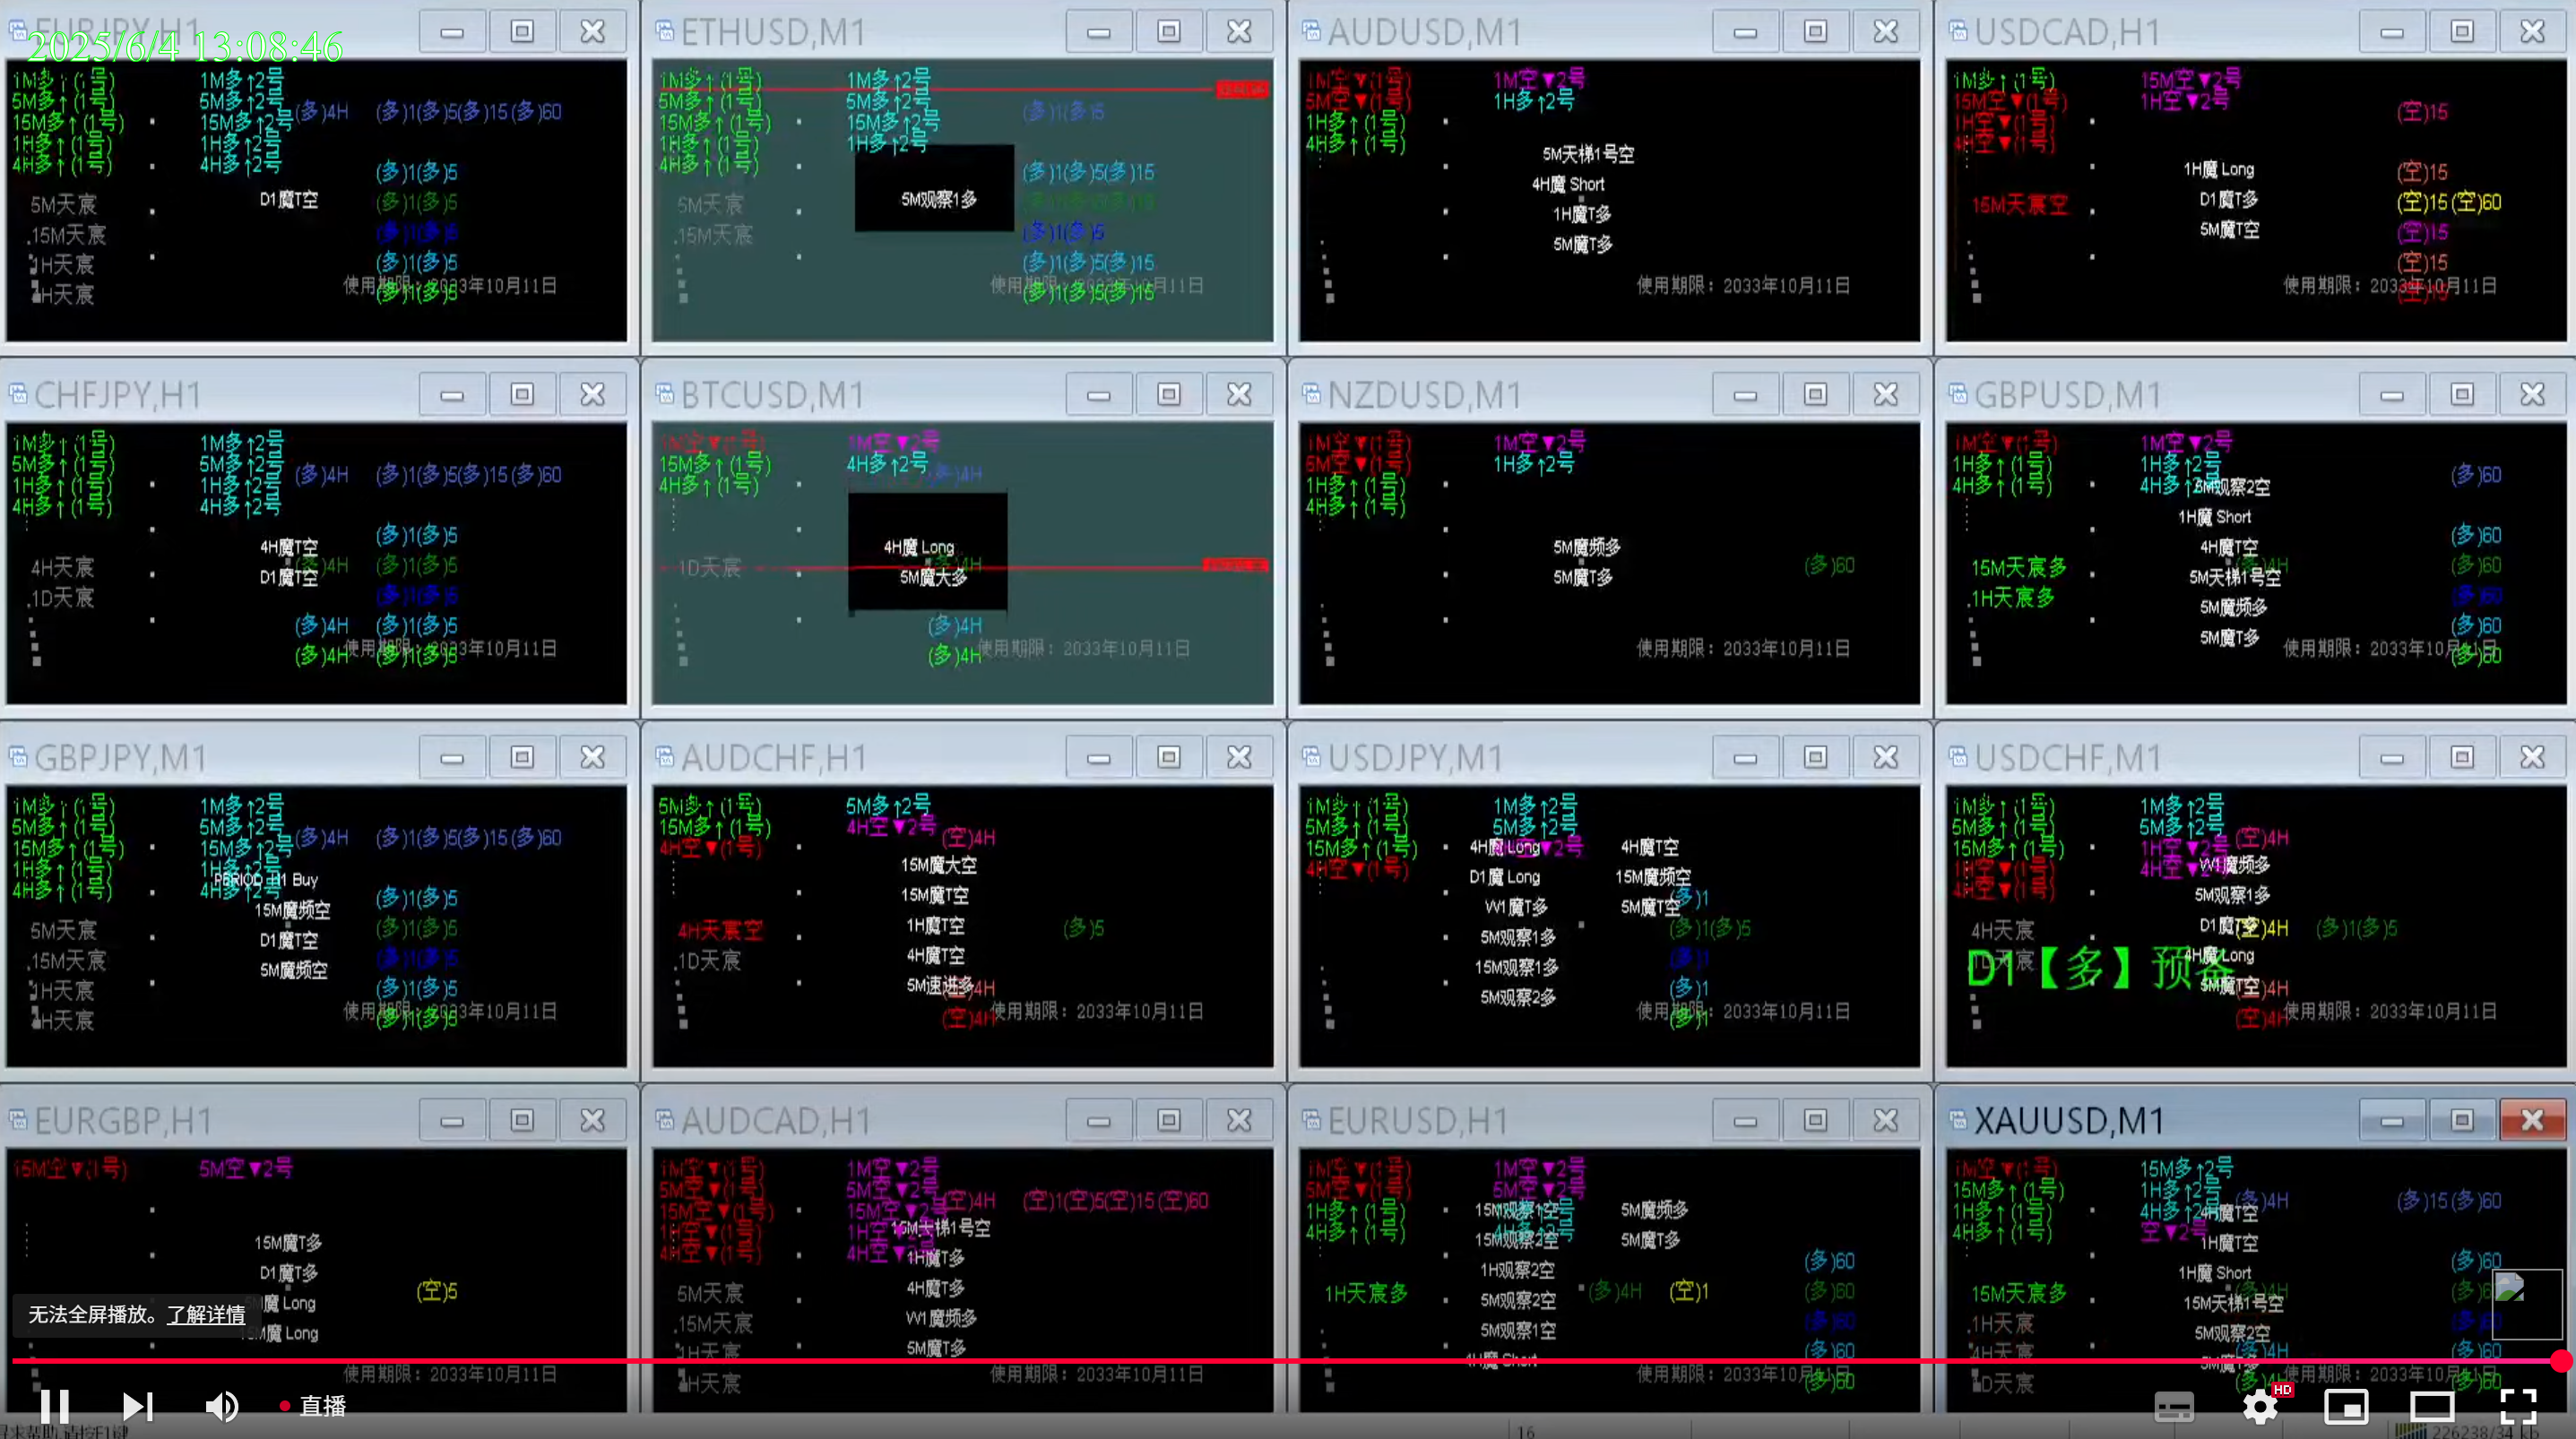 2025/6/4 13:08:46
EURJPY,H1
1M多↑(1号) 1M多↑2号
5M多↑(1号) 5M多↑2号 (多)4H (多)1(多)5(多)15(多)60
15M多↑(1号) 15M多↑2号
1H多↑(1号) 1H多↑2号
4H多↑(1号) 4H多↑2号 (多)1(多)5
5M天宸 D1魔T空 (多)1(多)5
15M天宸 (多)1(多)5
1H天宸 (多)1(多)5
4H天宸 (多)1(多)5
使用期限: 2033年10月11日
ETHUSD,M1
1M多↑(1号) 1M多↑2号
5M多↑(1号) 5M多↑2号 (多)1(多)5
15M多↑(1号) 15M多↑2号
1H多↑(1号) 1H多↑2号
4H多↑(1号) (多)1(多)5(多)15
5M天宸 5M观察1多
15M天宸 (多)1(多)5
(多)1(多)5(多)15
(多)1(多)5(多)15
AUDUSD,M1
1M空▼(1号) 1M空▼2号
5M空▼(1号) 1H多↑2号
1H多↑(1号)
4H多↑(1号)
5M天梯1号空
4H魔 Short
1H魔T多
5M魔T多
使用期限: 2033年10月11日
USDCAD,H1
1M多↑(1号) 15M空▼2号
15M空▼(1号) 1H空▼2号 (空)15
1H空▼(1号)
4H空▼(1号)
1H魔 Long (空)15
15M天宸空 D1魔T多 (空)15(空)60
5M魔T空 (空)15
(空)15
(空)15
使用期限: 2033年10月11日
CHFJPY,H1
1M多↑(1号) 1M多↑2号
5M多↑(1号) 5M多↑2号 (多)4H (多)1(多)5(多)15(多)60
1H多↑(1号) 1H多↑2号
4H多↑(1号) 4H多↑2号
4H魔T空 (多)1(多)5
4H天宸 (多)4H (多)1(多)5
D1魔T空
1D天宸 (多)1(多)5
(多)4H (多)1(多)5
(多)4H (多)1(多)5
使用期限: 2033年10月11日
BTCUSD,M1
1M空▼(1号) 1M空▼2号
15M多↑(1号) 4H多↑2号 (多)4H
4H多↑(1号)
4H魔 Long
1D天宸 (多)4H
5M魔大多
(多)4H
(多)4H
使用期限: 2033年10月11日
NZDUSD,M1
1M空▼(1号) 1M空▼2号
5M空▼(1号) 1H多↑2号
1H多↑(1号)
4H多↑(1号)
5M魔频多 (多)60
5M魔T多
使用期限: 2033年10月11日
GBPUSD,M1
1M空▼(1号) 1M空▼2号
1H多↑(1号) 1H多↑2号 (多)60
4H多↑(1号) 4H多↑2号
5M观察2空
1H魔 Short
4H魔T空 (多)60
15M天宸多 (多)4H (多)60
5M天梯1号空
1H天宸多 5M魔频多 (多)60
5M魔T多 (多)60
(多)60
使用期限: 2033年10月11日
GBPJPY,M1
1M多↑(1号) 1M多↑2号
5M多↑(1号) 5M多↑2号 (多)4H (多)1(多)5(多)15(多)60
15M多↑(1号) 15M多↑2号
1H多↑(1号) 1H多↑2号
4H多↑(1号) 4H多↑2号
PERIOD_H1 Buy
15M魔频空 (多)1(多)5
5M天宸 D1魔T空 (多)1(多)5
15M天宸 5M魔频空 (多)1(多)5
1H天宸 (多)1(多)5
4H天宸 (多)1(多)5
使用期限: 2033年10月11日
AUDCHF,H1
5M多↑(1号) 5M多↑2号
15M多↑(1号) 4H空▼2号 (空)4H
4H空▼(1号)
15M魔大空
15M魔T空
4H天宸空 1H魔T空 (多)5
1D天宸 4H魔T空
5M速进多 (空)4H
(空)4H
使用期限: 2033年10月11日
USDJPY,M1
1M多↑(1号) 1M多↑2号
5M多↑(1号) 5M多↑2号
15M多↑(1号) 4H魔 Long 4H魔T空
4H空▼(1号) D1魔 Long 15M魔频空
W1魔T多 5M魔T空 (多)1
5M观察1多 (多)1(多)5
15M观察1多 (多)1
5M观察2多 (多)1
(多)1
使用期限: 2033年10月11日
USDCHF,M1
1M多↑(1号) 1M多↑2号
5M多↑(1号) 5M多↑2号 (空)4H
15M多↑(1号) 1H空▼2号
1H空▼(1号) 4H空▼2号 W1魔频多
4H空▼(1号) 5M观察1多
4H天宸 D1魔T多 (空)4H (多)1(多)5
1D天宸 4H魔 Long
D1【多】预备
5M魔T空 (空)4H
(空)4H
使用期限: 2033年10月11日
EURGBP,H1
15M空▼(1号) 5M空▼2号
15M魔T多
D1魔T多
魔 Long (空)5
魔 Long
使用期限: 2033年10月11日
AUDCAD,H1
1M空▼(1号) 1M空▼2号
5M空▼(1号) 5M空▼2号 (空)4H (空)1(空)5(空)15(空)60
15M空▼(1号) 15M空▼2号
1H空▼(1号) 1H空▼2号 15M天梯1号空
4H空▼(1号) 4H空▼2号 1H魔T多
5M天宸 4H魔T多
15M天宸 W1魔频多
1H天宸 5M魔T多
4H天宸
使用期限: 2033年10月11日
EURUSD,H1
1M空▼(1号) 1M空▼2号
5M空▼(1号) 5M空▼2号
1H多↑(1号) 15M观察1空 5M魔频多
4H多↑(1号) 15M观察2空 5M魔T多
1H观察2空 (多)60
1H天宸多 5M观察2空 (多)4H (空)1 (多)60
5M观察1空 (多)60
4H魔 Short (多)60
(多)60
使用期限: 2033年10月11日
XAUUSD,M1
1M空▼(1号) 15M多↑2号
15M多↑(1号) 1H多↑2号 (多)4H (多)15(多)60
1H多↑(1号) 4H多↑2号 4H魔T空
4H多↑(1号) 空▼2号 1H魔T空
1H魔 Short (多)60
15M天宸多 15M天梯1号空
1H天宸 5M观察2空
4H天宸 (多)4H (多)60
1D天宸
使用期限: 2033年10月11日
无法全屏播放。了解详情
直播
HD
16